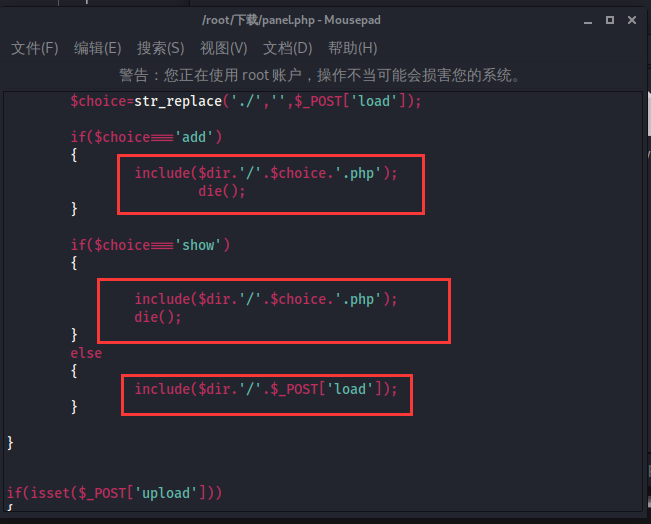 /root/下载/panel.php - Mousepad
文件(F) 编辑(E) 搜索(S) 视图(V) 文档(D) 帮助(H)
警告：您正在使用 root 账户，操作不当可能会损害您的系统。
$choice=str_replace('./','',$_POST['load']);
if($choice==='add')
{
include($dir.'/'.$choice.'.php');
die();
}
if($choice==='show')
{
include($dir.'/'.$choice.'.php');
die();
}
else
{
include($dir.'/'.$_POST['load']);
}
}
if(isset($_POST['upload']))
{